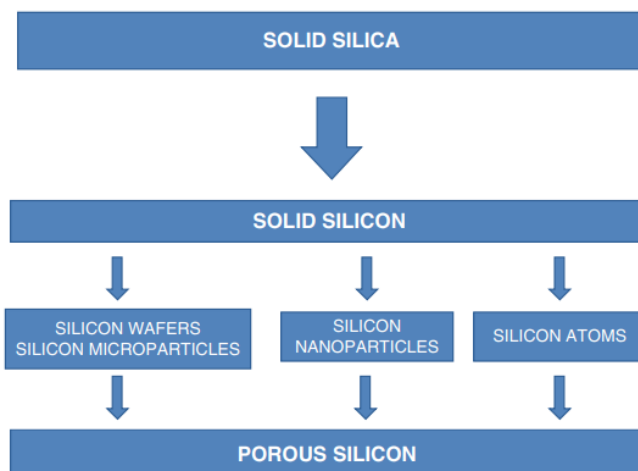 SOLID SILICA
SOLID SILICON
SILICON WAFERS
SILICON MICROPARTICLES
SILICON
NANOPARTICLES
SILICON ATOMS
POROUS SILICON